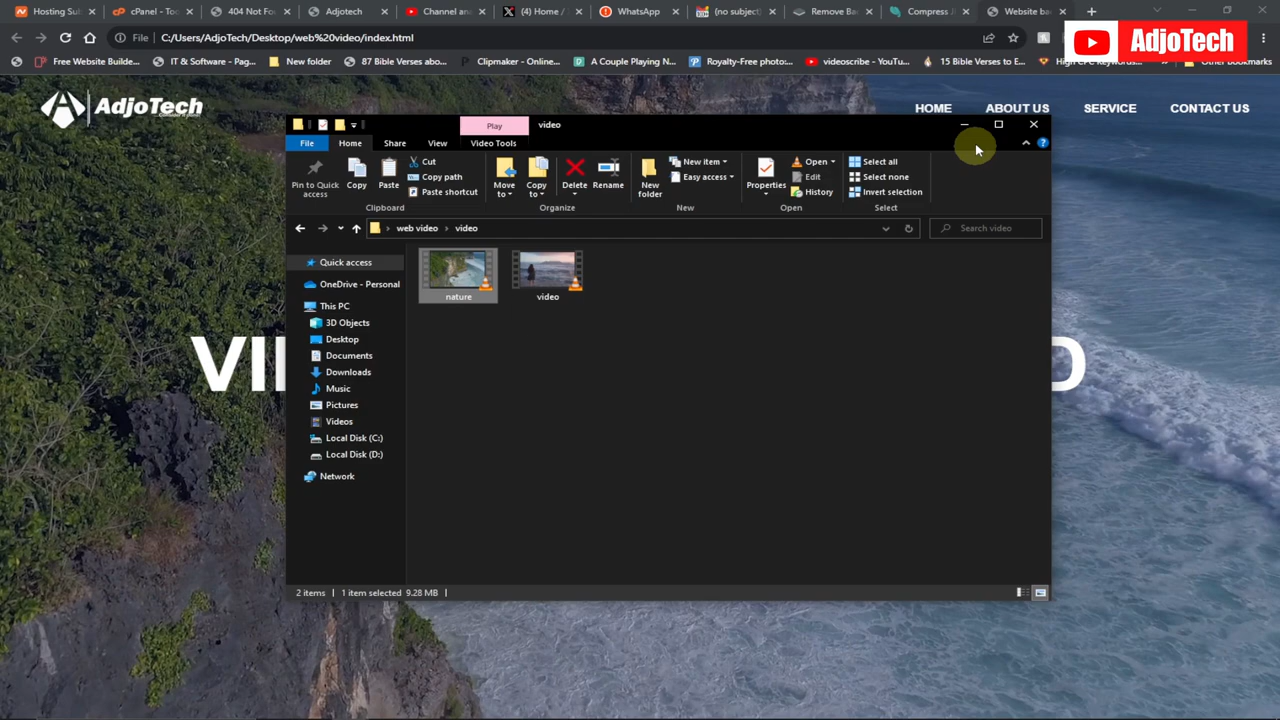 Hosting Su
cPanel - Too
404 Not Fo
Adjotech
Channel an
(4) Home /
WhatsApp
(no subject)
Remove Ba
Compress JI
Website ba
File
C:/Users/AdjoTech/Desktop/web%20video/index.html
Free Website Builde...
IT & Software - Pag...
New folder
87 Bible Verses abo...
Clipmaker - Online...
A Couple Playing N...
Royalty-Free photo...
videoscribe - YouTu...
15 Bible Verses to E...
High CPC Keywords...
Other bookmarks
AdjoTech
AdjoTech
HOME ABOUT US SERVICE CONTACT US
Play video
File Home Share View Video Tools
Pin to Quick access
Copy
Paste
Cut
Copy path
Paste shortcut
Clipboard
Move to
Copy to
Delete
Rename
Organize
New folder
New item
Easy access
New
Properties
Open
Edit
History
Open
Select all
Select none
Invert selection
Select
web video video
Search video
Quick access
OneDrive - Personal
This PC
3D Objects
Desktop
Documents
Downloads
Music
Pictures
Videos
Local Disk (C:)
Local Disk (D:)
Network
nature
video
2 items
1 item selected 9.28 MB